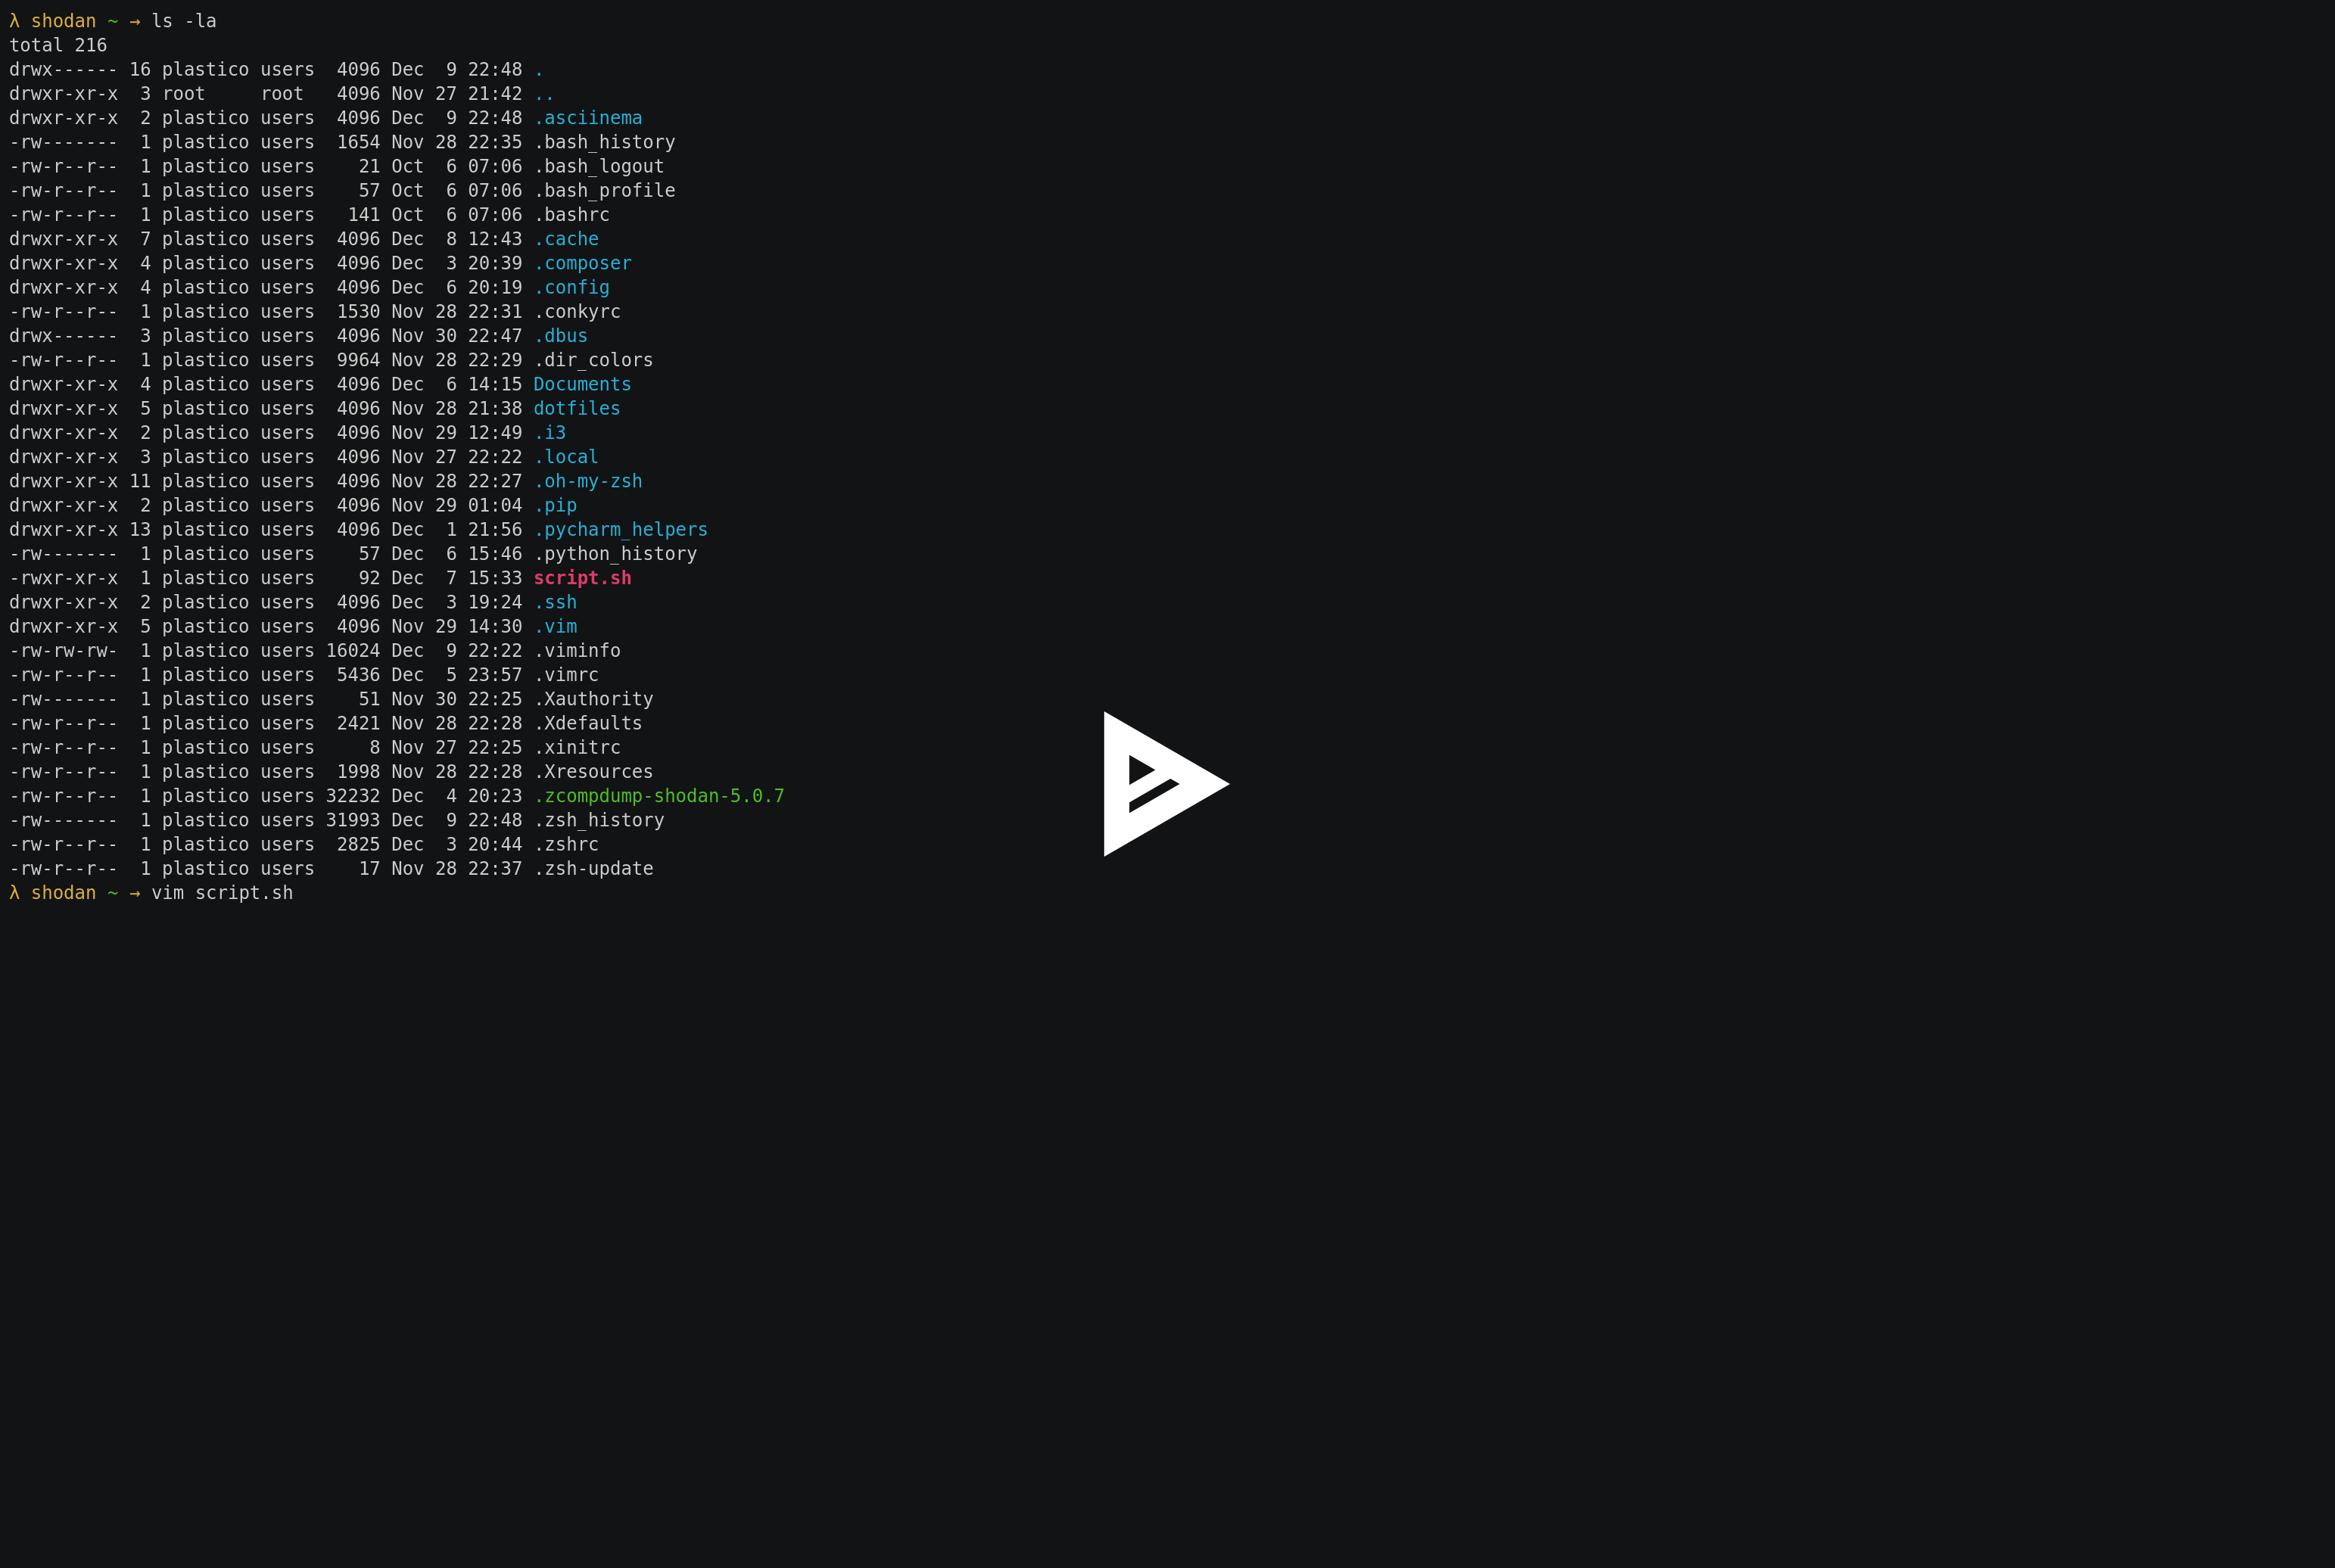 λ shodan ~ → ls -la
total 216
drwx------ 16 plastico users  4096 Dec  9 22:48 .
drwxr-xr-x  3 root     root   4096 Nov 27 21:42 ..
drwxr-xr-x  2 plastico users  4096 Dec  9 22:48 .asciinema
-rw-------  1 plastico users  1654 Nov 28 22:35 .bash_history
-rw-r--r--  1 plastico users    21 Oct  6 07:06 .bash_logout
-rw-r--r--  1 plastico users    57 Oct  6 07:06 .bash_profile
-rw-r--r--  1 plastico users   141 Oct  6 07:06 .bashrc
drwxr-xr-x  7 plastico users  4096 Dec  8 12:43 .cache
drwxr-xr-x  4 plastico users  4096 Dec  3 20:39 .composer
drwxr-xr-x  4 plastico users  4096 Dec  6 20:19 .config
-rw-r--r--  1 plastico users  1530 Nov 28 22:31 .conkyrc
drwx------  3 plastico users  4096 Nov 30 22:47 .dbus
-rw-r--r--  1 plastico users  9964 Nov 28 22:29 .dir_colors
drwxr-xr-x  4 plastico users  4096 Dec  6 14:15 Documents
drwxr-xr-x  5 plastico users  4096 Nov 28 21:38 dotfiles
drwxr-xr-x  2 plastico users  4096 Nov 29 12:49 .i3
drwxr-xr-x  3 plastico users  4096 Nov 27 22:22 .local
drwxr-xr-x 11 plastico users  4096 Nov 28 22:27 .oh-my-zsh
drwxr-xr-x  2 plastico users  4096 Nov 29 01:04 .pip
drwxr-xr-x 13 plastico users  4096 Dec  1 21:56 .pycharm_helpers
-rw-------  1 plastico users    57 Dec  6 15:46 .python_history
-rwxr-xr-x  1 plastico users    92 Dec  7 15:33 script.sh
drwxr-xr-x  2 plastico users  4096 Dec  3 19:24 .ssh
drwxr-xr-x  5 plastico users  4096 Nov 29 14:30 .vim
-rw-rw-rw-  1 plastico users 16024 Dec  9 22:22 .viminfo
-rw-r--r--  1 plastico users  5436 Dec  5 23:57 .vimrc
-rw-------  1 plastico users    51 Nov 30 22:25 .Xauthority
-rw-r--r--  1 plastico users  2421 Nov 28 22:28 .Xdefaults
-rw-r--r--  1 plastico users     8 Nov 27 22:25 .xinitrc
-rw-r--r--  1 plastico users  1998 Nov 28 22:28 .Xresources
-rw-r--r--  1 plastico users 32232 Dec  4 20:23 .zcompdump-shodan-5.0.7
-rw-------  1 plastico users 31993 Dec  9 22:48 .zsh_history
-rw-r--r--  1 plastico users  2825 Dec  3 20:44 .zshrc
-rw-r--r--  1 plastico users    17 Nov 28 22:37 .zsh-update
λ shodan ~ → vim script.sh